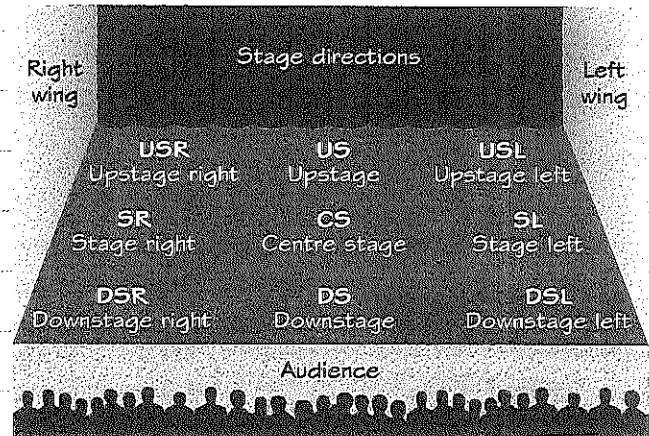 Stage directions
Right
wing
Left
wing
USR
Upstage right
US
Upstage
USL
Upstage left
SR
Stage right
CS
Centre stage
SL
Stage left
DSR
Downstage right
DS
Downstage
DSL
Downstage left
Audience